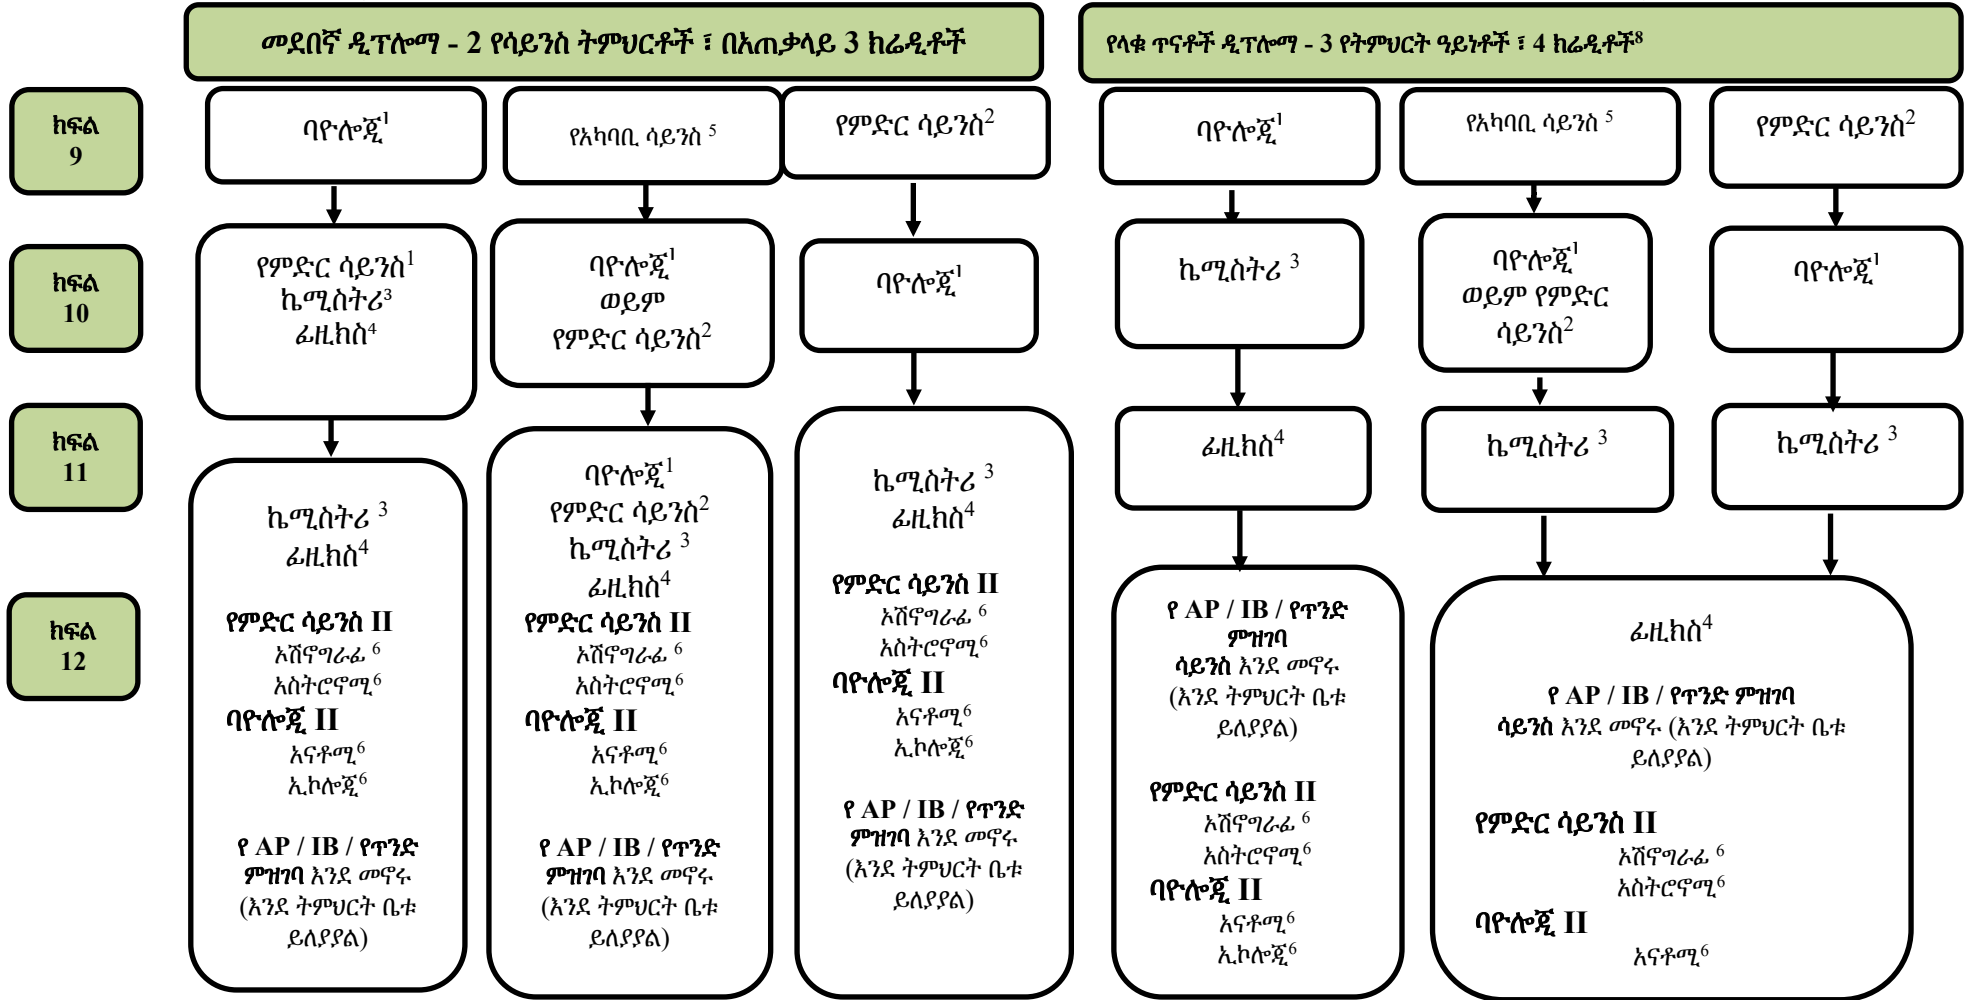 መደበኛ ዲፕሎማ - 2 የሳይንስ ትምህርቶች ፣ በአጠቃላይ 3 ክሬዲቶች
የላቁ ጥናቶች ዲፕሎማ - 3 የትምህርት ዓይነቶች ፣ 4 ክሬዲቶች⁸
ክፍል
9
ባዮሎጂ¹
የአካባቢ ሳይንስ ⁵
የምድር ሳይንስ²
ባዮሎጂ¹
የአካባቢ ሳይንስ ⁵
የምድር ሳይንስ²
ክፍል
10
የምድር ሳይንስ¹
ኬሚስትሪ³
ፊዚክስ⁴
ባዮሎጂ¹
ወይም
የምድር ሳይንስ²
ባዮሎጂ¹
ኬሚስትሪ ³
ባዮሎጂ¹
ወይም የምድር
ሳይንስ²
ባዮሎጂ¹
ክፍል
11
ፊዚክስ⁴
ኬሚስትሪ ³
ኬሚስትሪ ³
ክፍል
12
ኬሚስትሪ ³
ፊዚክስ⁴
የምድር ሳይንስ II
ኦሽኖግራፊ ⁶
አስትሮኖሚ⁶
ባዮሎጂ II
አናቶሚ⁶
ኢኮሎጂ⁶
የ AP / IB / የጥንድ
ምዝገባ እንደ መኖሩ
(እንደ ትምህርት ቤቱ
ይለያያል)
ባዮሎጂ¹
የምድር ሳይንስ²
ኬሚስትሪ ³
ፊዚክስ⁴
የምድር ሳይንስ II
ኦሽኖግራፊ ⁶
አስትሮኖሚ⁶
ባዮሎጂ II
አናቶሚ⁶
ኢኮሎጂ⁶
የ AP / IB / የጥንድ
ምዝገባ እንደ መኖሩ
(እንደ ትምህርት ቤቱ
ይለያያል)
ኬሚስትሪ ³
ፊዚክስ⁴
የምድር ሳይንስ II
ኦሽኖግራፊ ⁶
አስትሮኖሚ⁶
ባዮሎጂ II
አናቶሚ⁶
ኢኮሎጂ⁶
የ AP / IB / የጥንድ
ምዝገባ እንደ መኖሩ
(እንደ ትምህርት ቤቱ
ይለያያል)
የ AP / IB / የጥንድ
ምዝገባ
ሳይንስ እንደ መኖሩ
(እንደ ትምህርት ቤቱ
ይለያያል)
የምድር ሳይንስ II
ኦሽኖግራፊ ⁶
አስትሮኖሚ⁶
ባዮሎጂ II
አናቶሚ⁶
ኢኮሎጂ⁶
ፊዚክስ⁴
የ AP / IB / የጥንድ ምዝገባ
ሳይንስ እንደ መኖሩ (እንደ ትምህርት ቤቱ
ይለያያል)
የምድር ሳይንስ II
ኦሽኖግራፊ ⁶
አስትሮኖሚ⁶
ባዮሎጂ II
አናቶሚ⁶